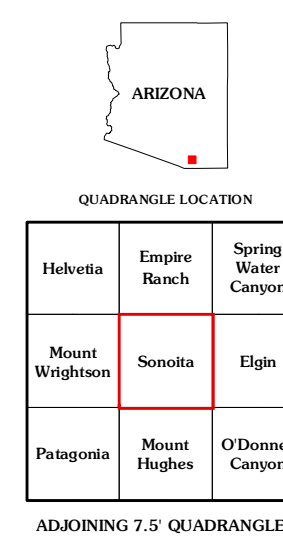 ARIZONA
QUADRANGLE LOCATION
Helvetia
Empire
Ranch
Spring
Water
Canyon
Mount
Wrightson
Sonoita
Elgin
Patagonia
Mount
Hughes
O'Donne
Canyon
ADJOINING 7.5' QUADRANGLE